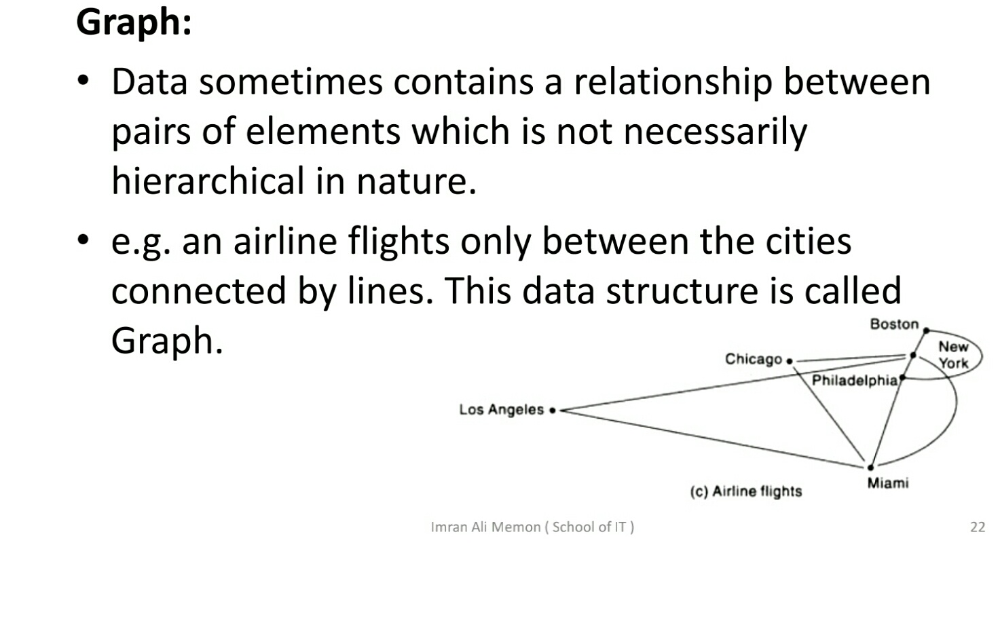 Graph:
• Data sometimes contains a relationship between
pairs of elements which is not necessarily
hierarchical in nature.
• e.g. an airline flights only between the cities
connected by lines. This data structure is called
Graph.
Boston
New
York
Chicago
Philadelphia
Los Angeles
Miami
(c) Airline flights
Imran Ali Memon ( School of IT )
22